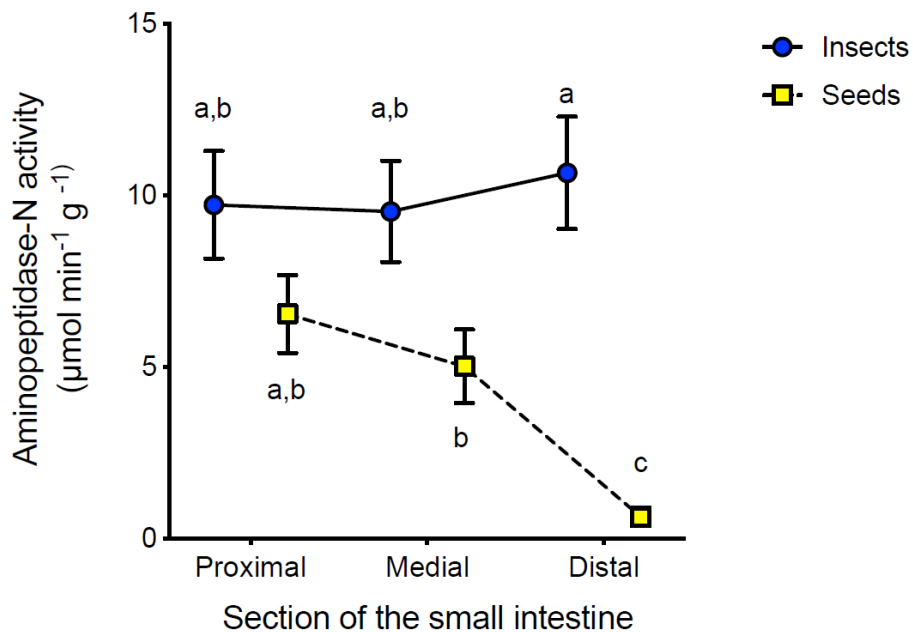 Aminopeptidase-N activity
(μmol min⁻¹ g ⁻¹)
15
10
5
0
a,b
a,b
a
a,b
b
c
Insects
Seeds
Proximal
Medial
Distal
Section of the small intestine